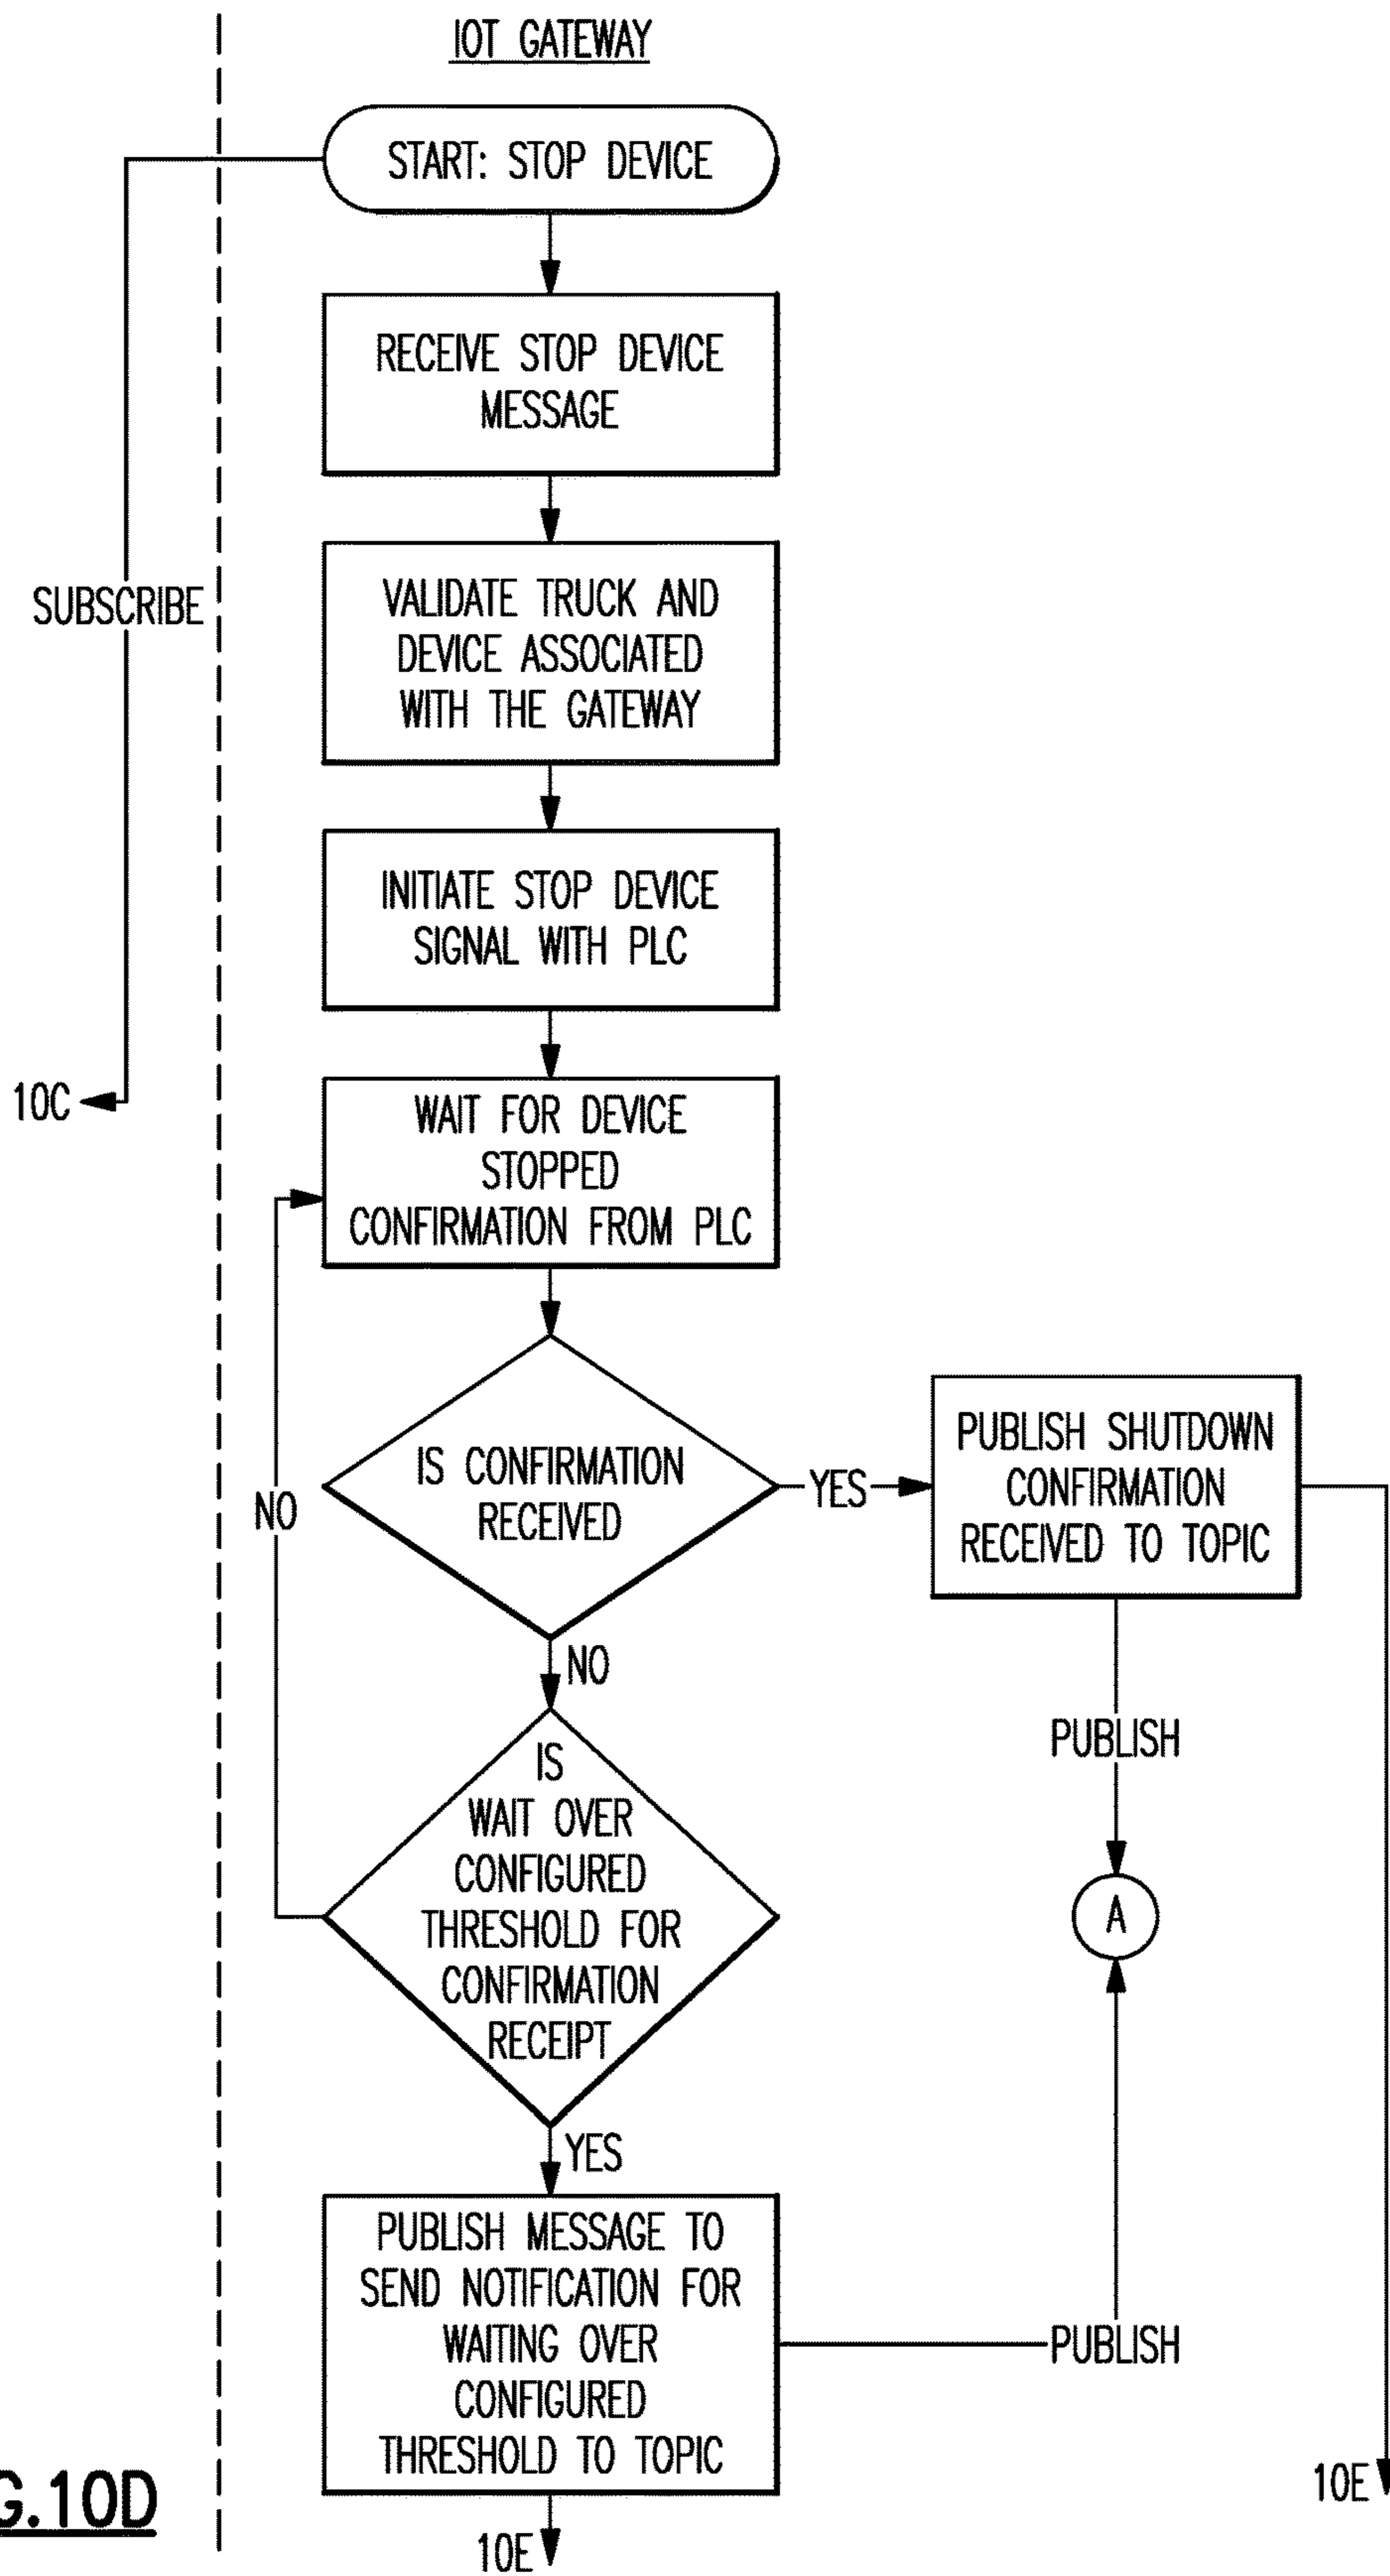 IOT GATEWAY
START: STOP DEVICE
RECEIVE STOP DEVICE
MESSAGE
VALIDATE TRUCK AND
DEVICE ASSOCIATED
WITH THE GATEWAY
SUBSCRIBE
INITIATE STOP DEVICE
SIGNAL WITH PLC
10C
WAIT FOR DEVICE
STOPPED
CONFIRMATION FROM PLC
IS CONFIRMATION
RECEIVED
YES
PUBLISH SHUTDOWN
CONFIRMATION
RECEIVED TO TOPIC
NO
NO
IS
WAIT OVER
CONFIGURED
THRESHOLD FOR
CONFIRMATION
RECEIPT
PUBLISH
A
YES
PUBLISH MESSAGE TO
SEND NOTIFICATION FOR
WAITING OVER
CONFIGURED
THRESHOLD TO TOPIC
PUBLISH
10E
10E
G.10D